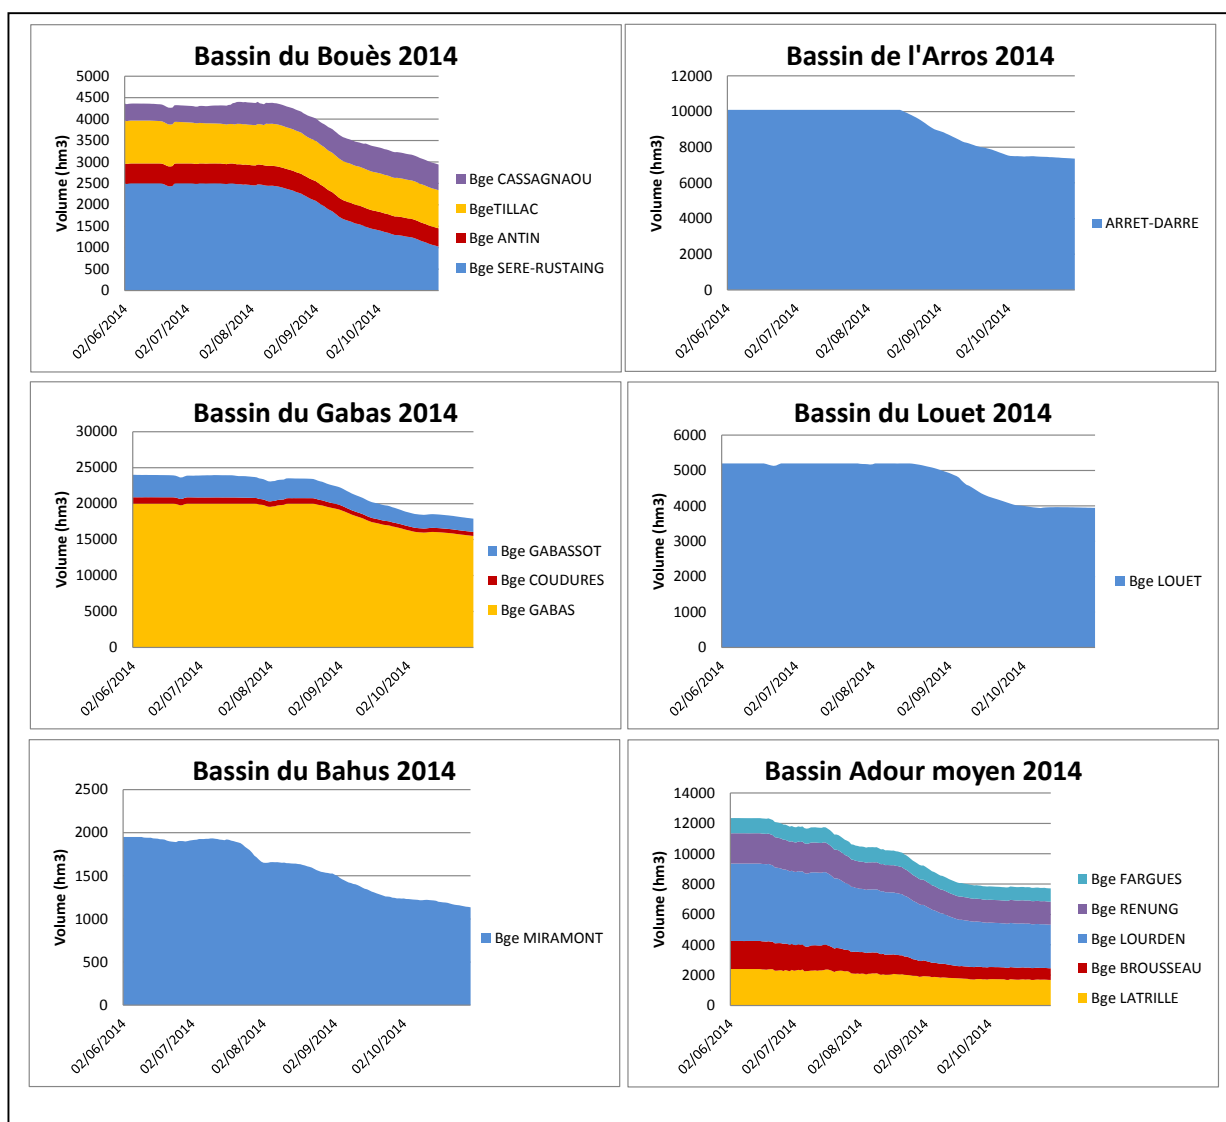 Bassin du Bouès 2014
Volume (hm3)
5000
4500
4000
3500
3000
2500
2000
1500
1000
500
0
02/06/2014
02/07/2014
02/08/2014
02/09/2014
02/10/2014
Bge CASSAGNAOU
BgeTILLAC
Bge ANTIN
Bge SERE-RUSTAING
Bassin de l'Arros 2014
Volume (hm3)
12000
10000
8000
6000
4000
2000
0
02/06/2014
02/07/2014
02/08/2014
02/09/2014
02/10/2014
ARRET-DARRE
Bassin du Gabas 2014
Volume (hm3)
30000
25000
20000
15000
10000
5000
0
02/06/2014
02/07/2014
02/08/2014
02/09/2014
02/10/2014
Bge GABASSOT
Bge COUDURES
Bge GABAS
Bassin du Louet 2014
Volume (hm3)
6000
5000
4000
3000
2000
1000
0
02/06/2014
02/07/2014
02/08/2014
02/09/2014
02/10/2014
Bge LOUET
Bassin du Bahus 2014
Volume (hm3)
2500
2000
1500
1000
500
0
02/06/2014
02/07/2014
02/08/2014
02/09/2014
02/10/2014
Bge MIRAMONT
Bassin Adour moyen 2014
Volume (hm3)
14000
12000
10000
8000
6000
4000
2000
0
02/06/2014
02/07/2014
02/08/2014
02/09/2014
02/10/2014
Bge FARGUES
Bge RENUNG
Bge LOURDEN
Bge BROUSSEAU
Bge LATRILLE